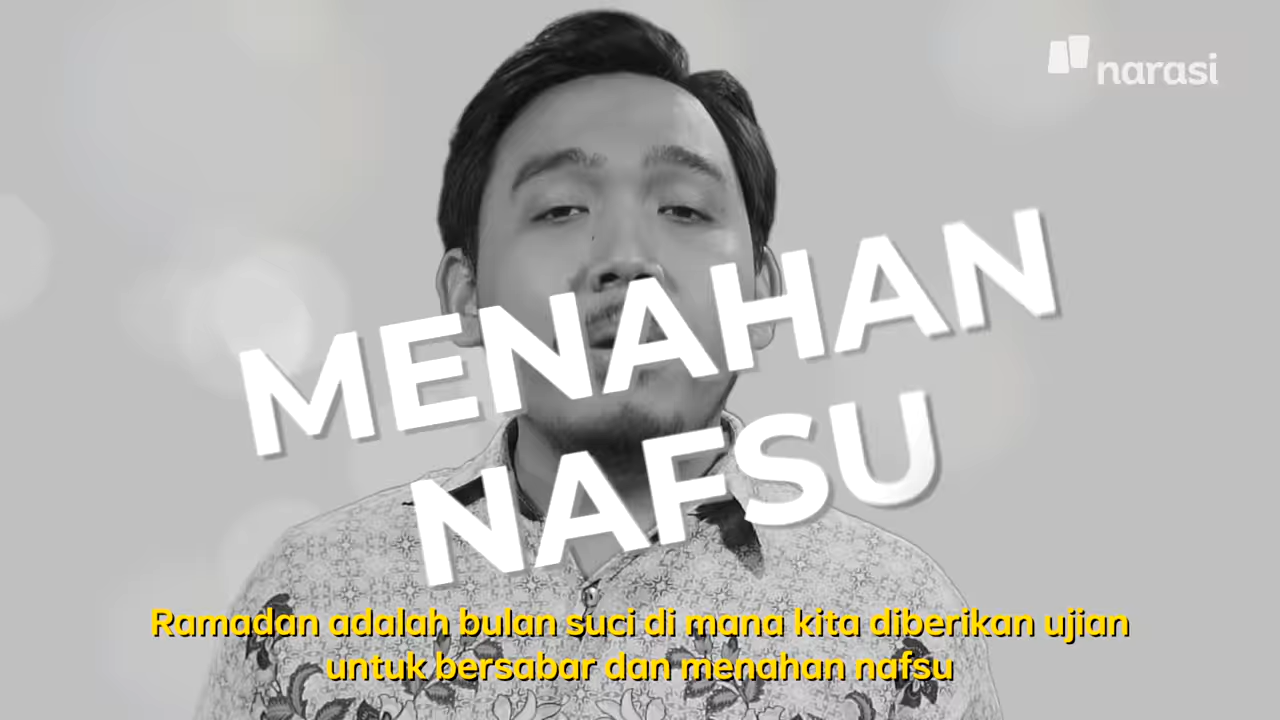 narasi
MENAHAN
NAFSU
Ramadan adalah bulan suci di mana kita diberikan ujian
untuk bersabar dan menahan nafsu